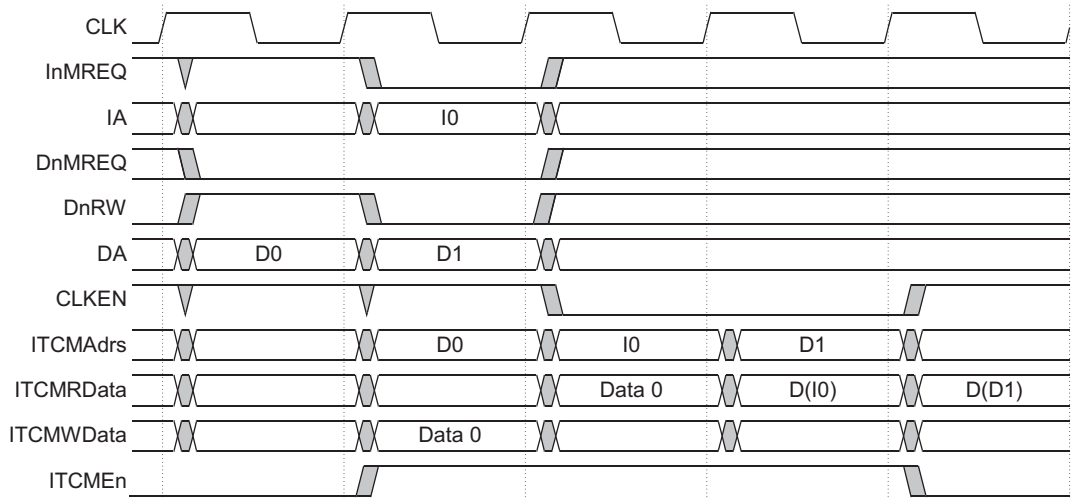 CLK
InMREQ
IA I0
DnMREQ
DnRW
DA D0 D1
CLKEN
ITCMAdrs D0 I0 D1
ITCMRData Data 0 D(I0) D(D1)
ITCMWData Data 0
ITCMEn